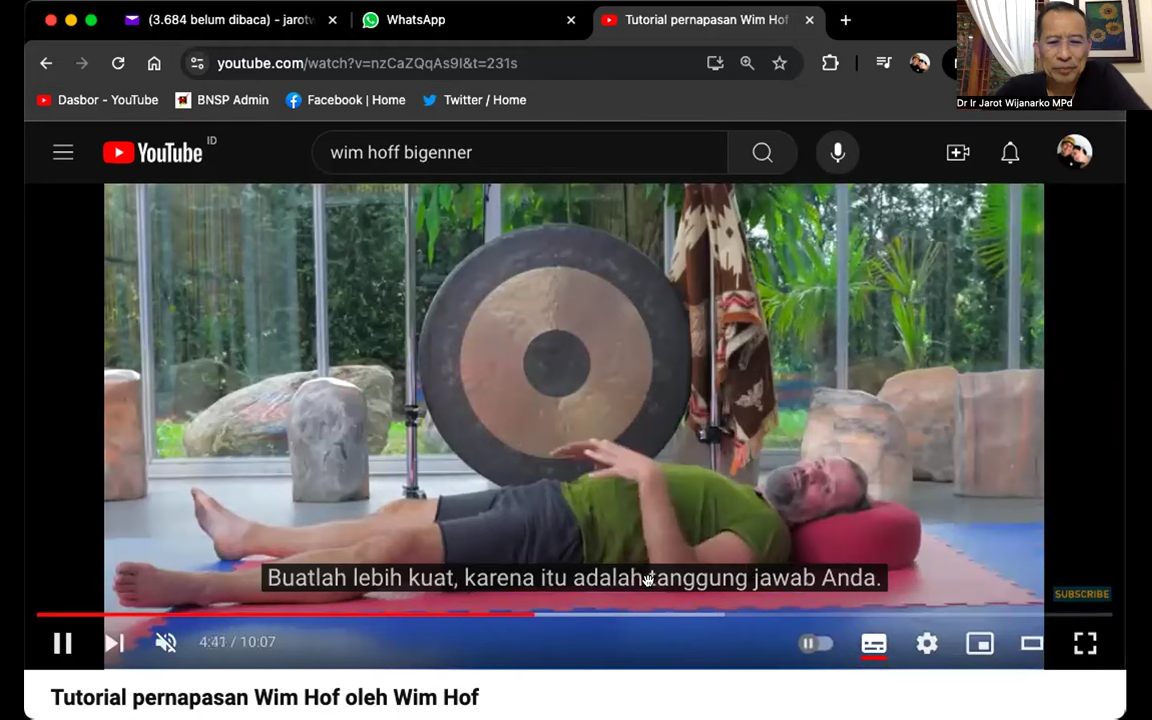 (3.684 belum dibaca) - jarotw
WhatsApp
Tutorial pernapasan Wim Hof
Dr Ir Jarot Wijanarko MPd
youtube.com/watch?v=nzCaZQqAs9I&t=231s
Dasbor - YouTube
BNSP Admin
Facebook | Home
Twitter / Home
YouTube ID
wim hoff bigenner
Buatlah lebih kuat, karena itu adalah tanggung jawab Anda.
SUBSCRIBE
4:41 / 10:07
Tutorial pernapasan Wim Hof oleh Wim Hof